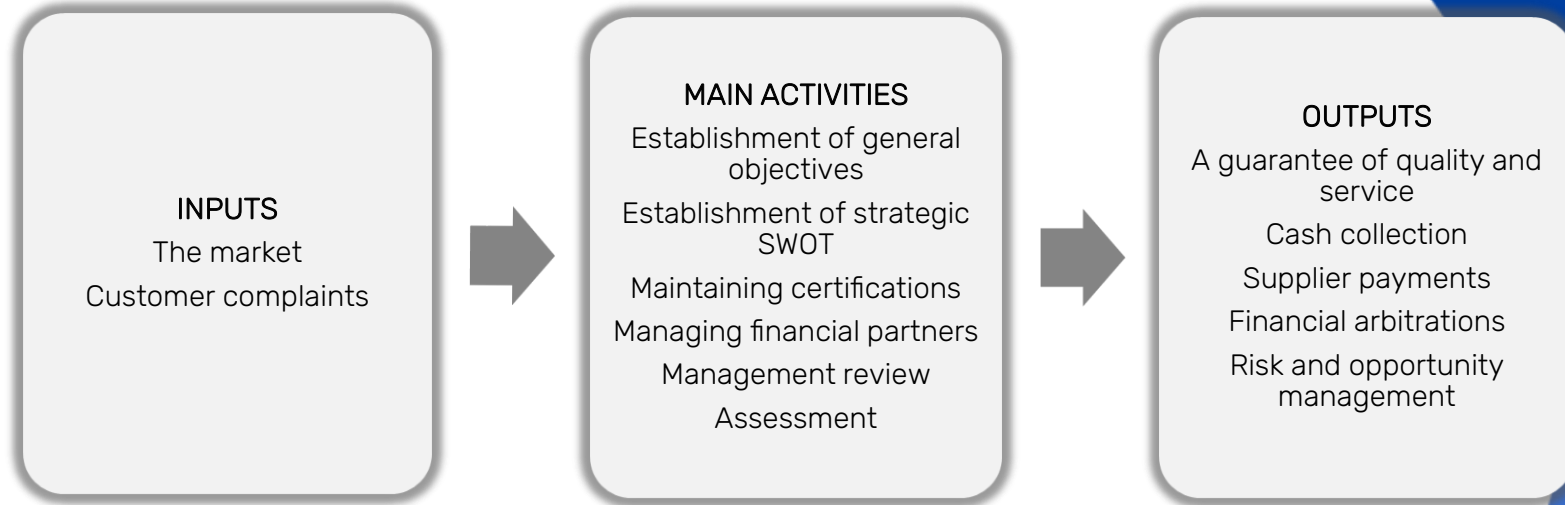 INPUTS
The market
Customer complaints
MAIN ACTIVITIES
Establishment of general
objectives
Establishment of strategic
SWOT
Maintaining certifications
Managing financial partners
Management review
Assessment
OUTPUTS
A guarantee of quality and
service
Cash collection
Supplier payments
Financial arbitrations
Risk and opportunity
management